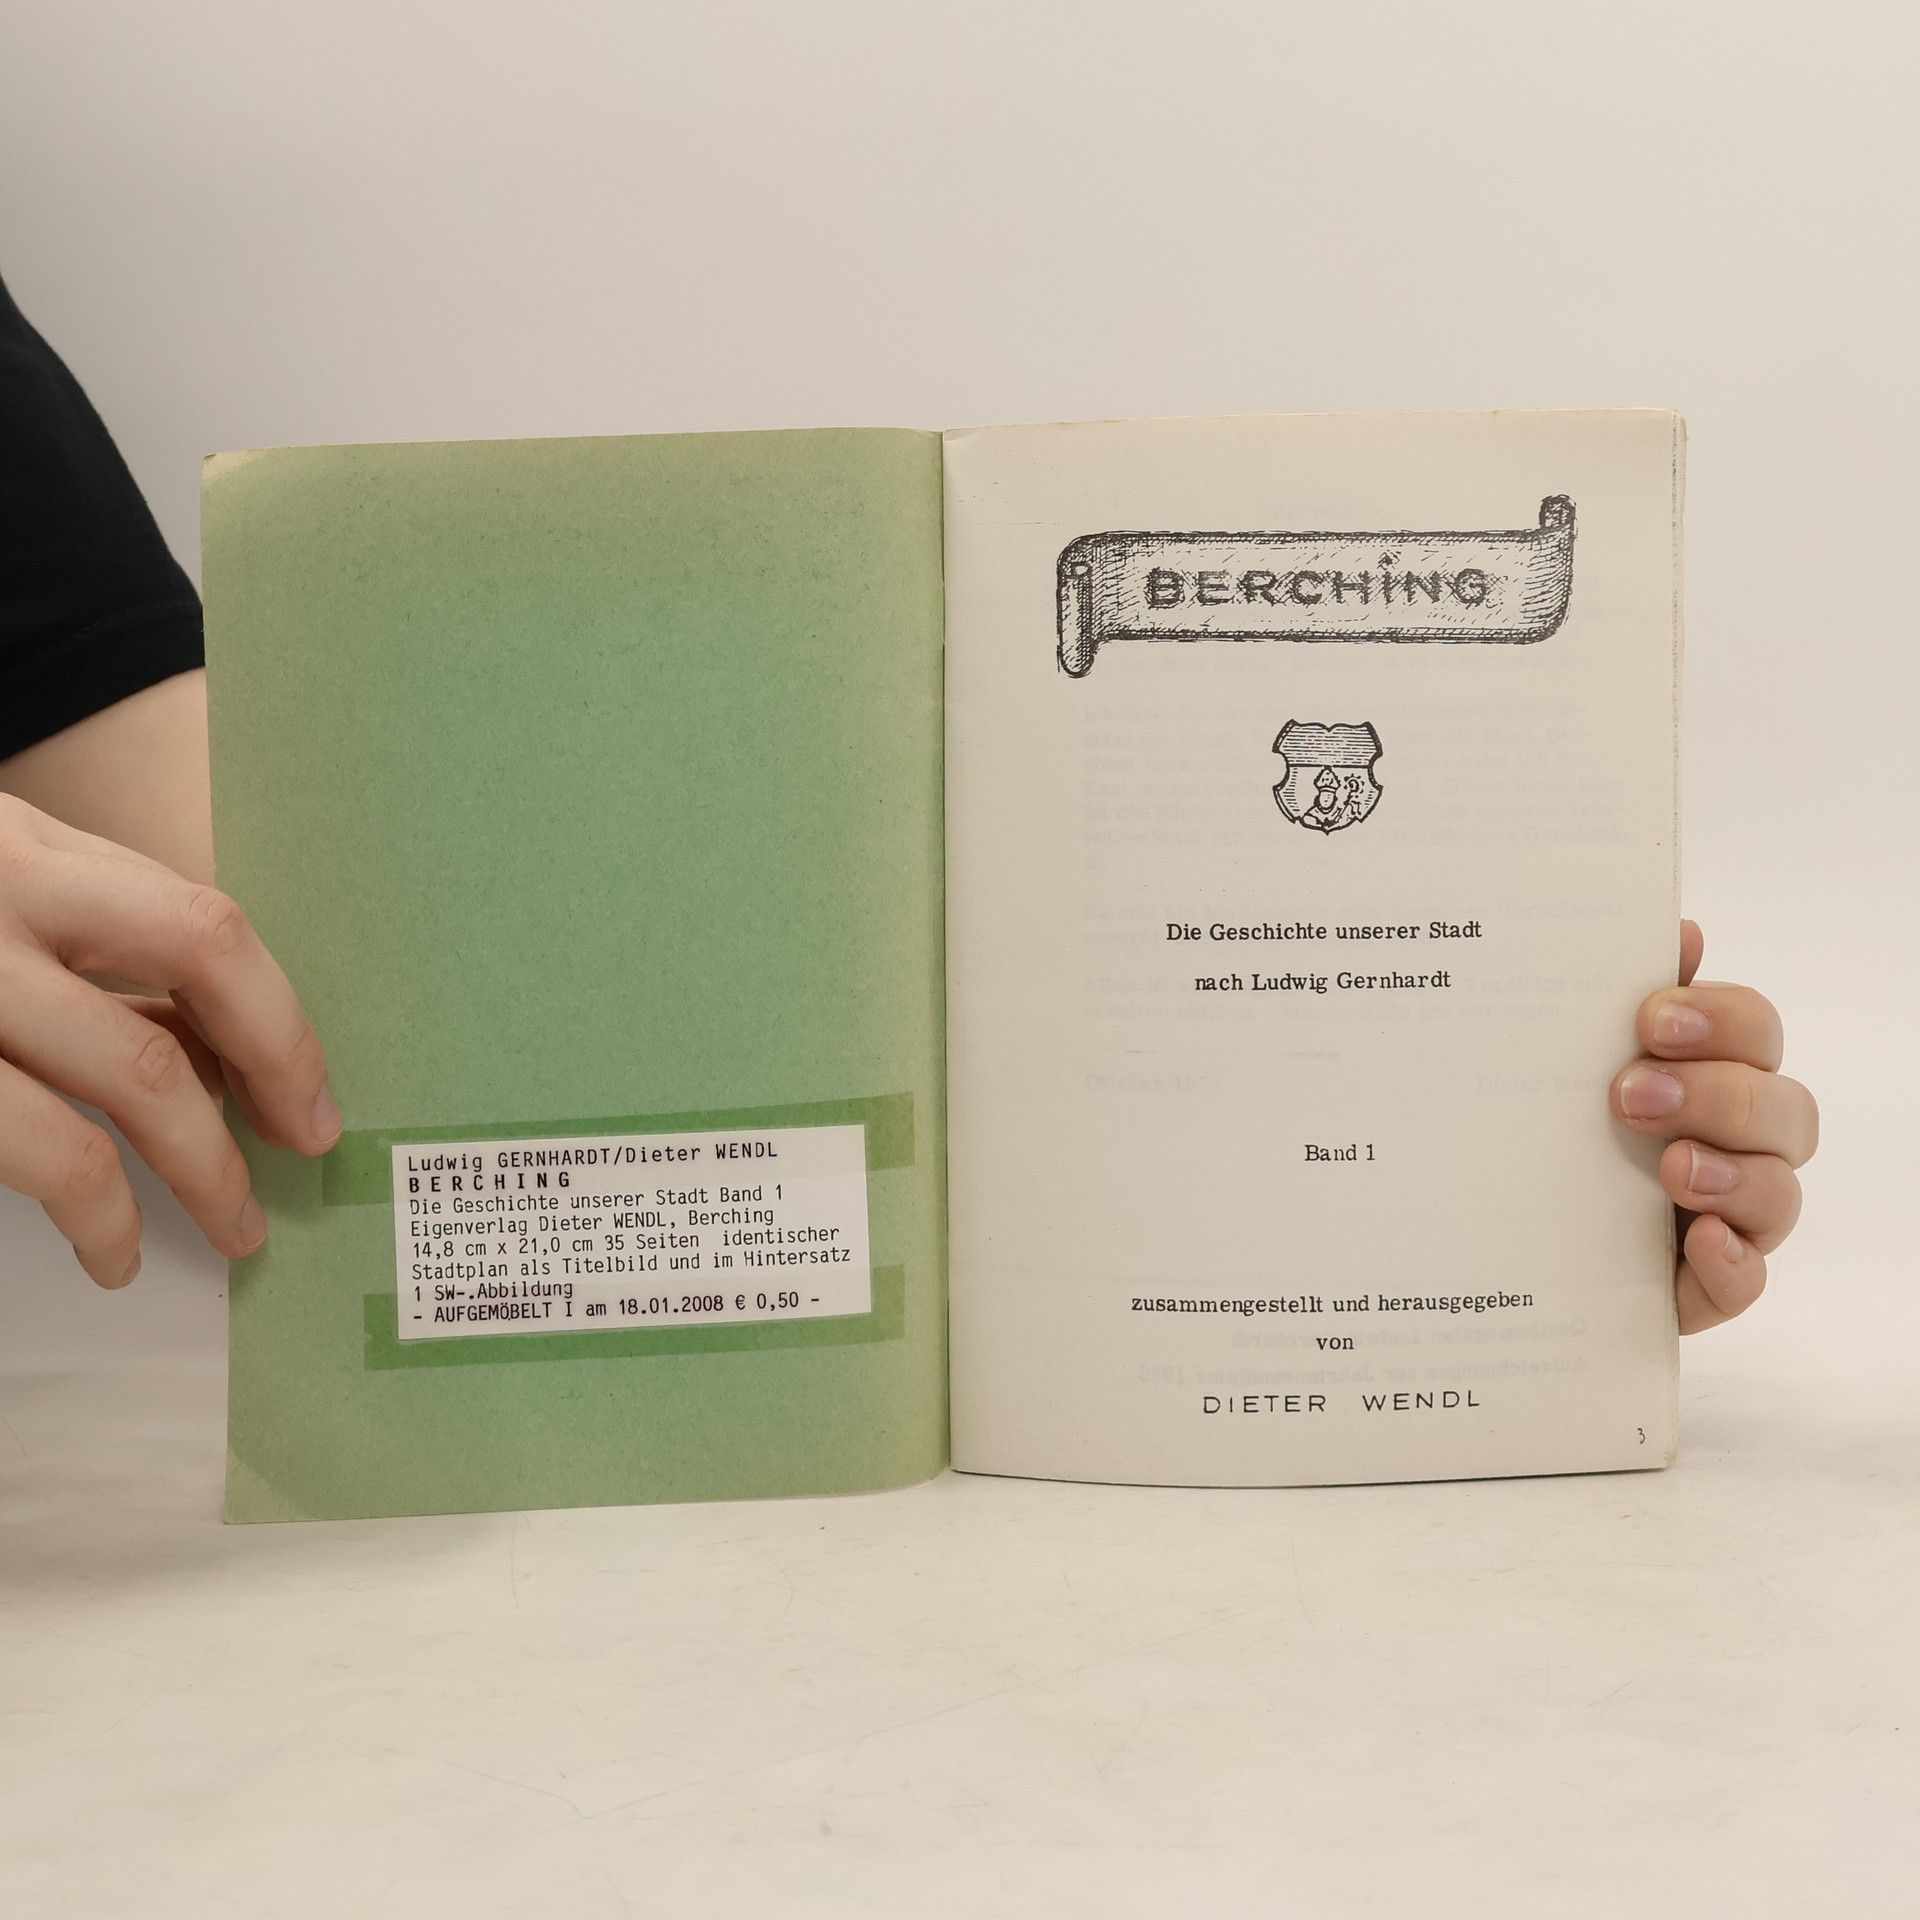 Ludwig GERNHARDT/Dieter WENDL
BERCHING
Die Geschichte unserer Stadt Band 1
Eigenverlag Dieter WENDL, Berching
14,8 cm x 21,0 cm 35 Seiten identischer
Stadtplan als Titelbild und im Hintersatz
1 SW-.Abbildung
- AUFGEMÖBELT I am 18.01.2008 € 0,50 -
BERCHING
Die Geschichte unserer Stadt
nach Ludwig Gernhardt
Band 1
zusammengestellt und herausgegeben
von
DIETER WENDL
3